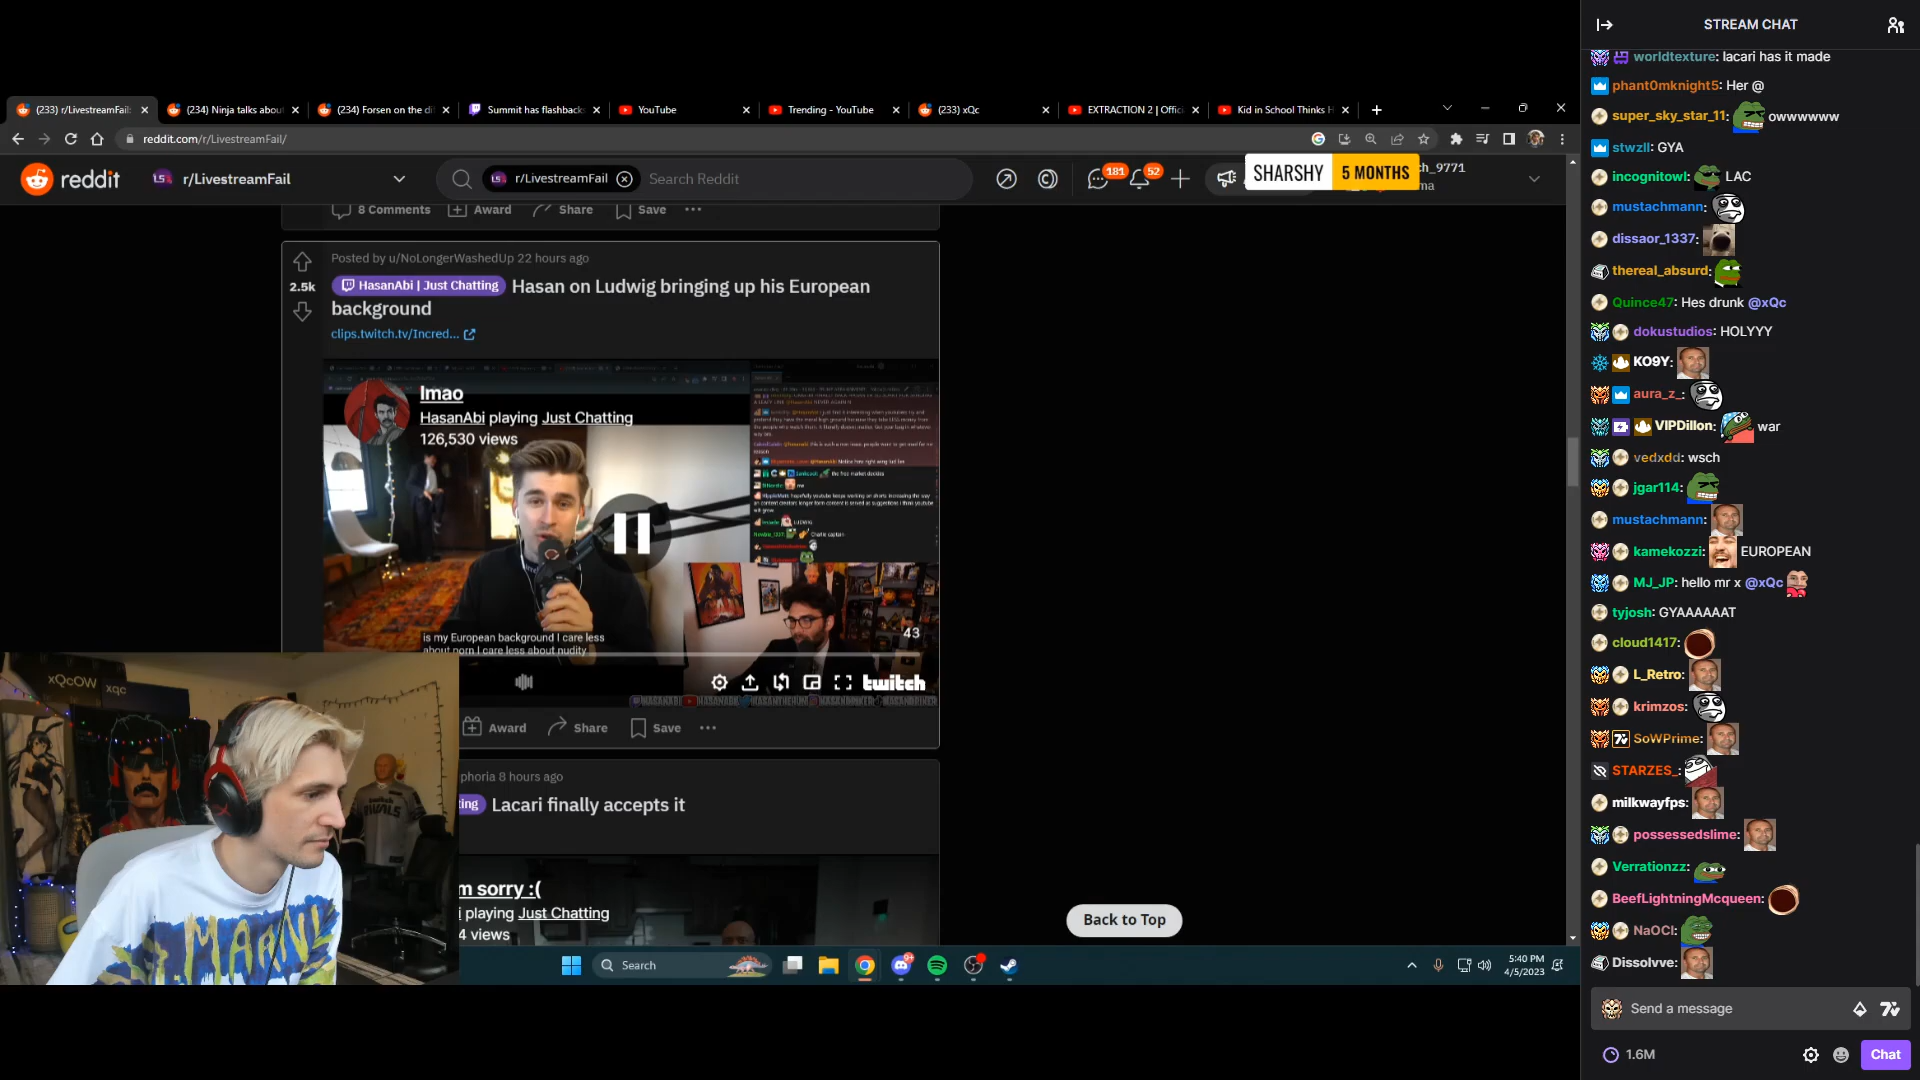 (233) r/LivestreamFail
(234) Ninja talks about
(234) Forsen on the di
Summit has flashbacks
YouTube
Trending - YouTube
(233) xQc
EXTRACTION 2 | Offic
Kid in School Thinks H
reddit.com/r/LivestreamFail/
reddit
r/LivestreamFail
r/LivestreamFail
Search Reddit
181
52
SHARSHY
5 MONTHS
8 Comments
Award
Share
Save
Posted by u/NoLongerWashedUp 22 hours ago
2.5k
HasanAbi | Just Chatting
Hasan on Ludwig bringing up his European
background
clips.twitch.tv/Incred...
lmao
HasanAbi playing Just Chatting
126,530 views
is my European background I care less
about porn I care less about nudity
43
twitch
Award
Share
Save
phoria 8 hours ago
ting
Lacari finally accepts it
m sorry :(
i playing Just Chatting
4 views
Back to Top
xQcOW
xqc
RIVALS
Search
5:40 PM
4/5/2023
STREAM CHAT
worldtexture: lacari has it made
phant0mknight5: Her @
super_sky_star_11: owwwwww
stwzll: GYA
incognitowl: LAC
mustachmann:
dissaor_1337:
thereal_absurd:
Quince47: Hes drunk @xQc
dokustudios: HOLYYY
KO9Y:
aura_z_:
VIPDillon: war
vedxdd: wsch
jgar114:
mustachmann:
kamekozzi: EUROPEAN
MJ_JP: hello mr x @xQc
tyjosh: GYAAAAAAT
cloud1417:
L_Retro:
krimzos:
SoWPrime:
STARZES_:
milkwayfps:
possessedslime:
Verrationzz:
BeefLightningMcqueen:
NaOCl:
Dissolvve:
Send a message
1.6M
Chat